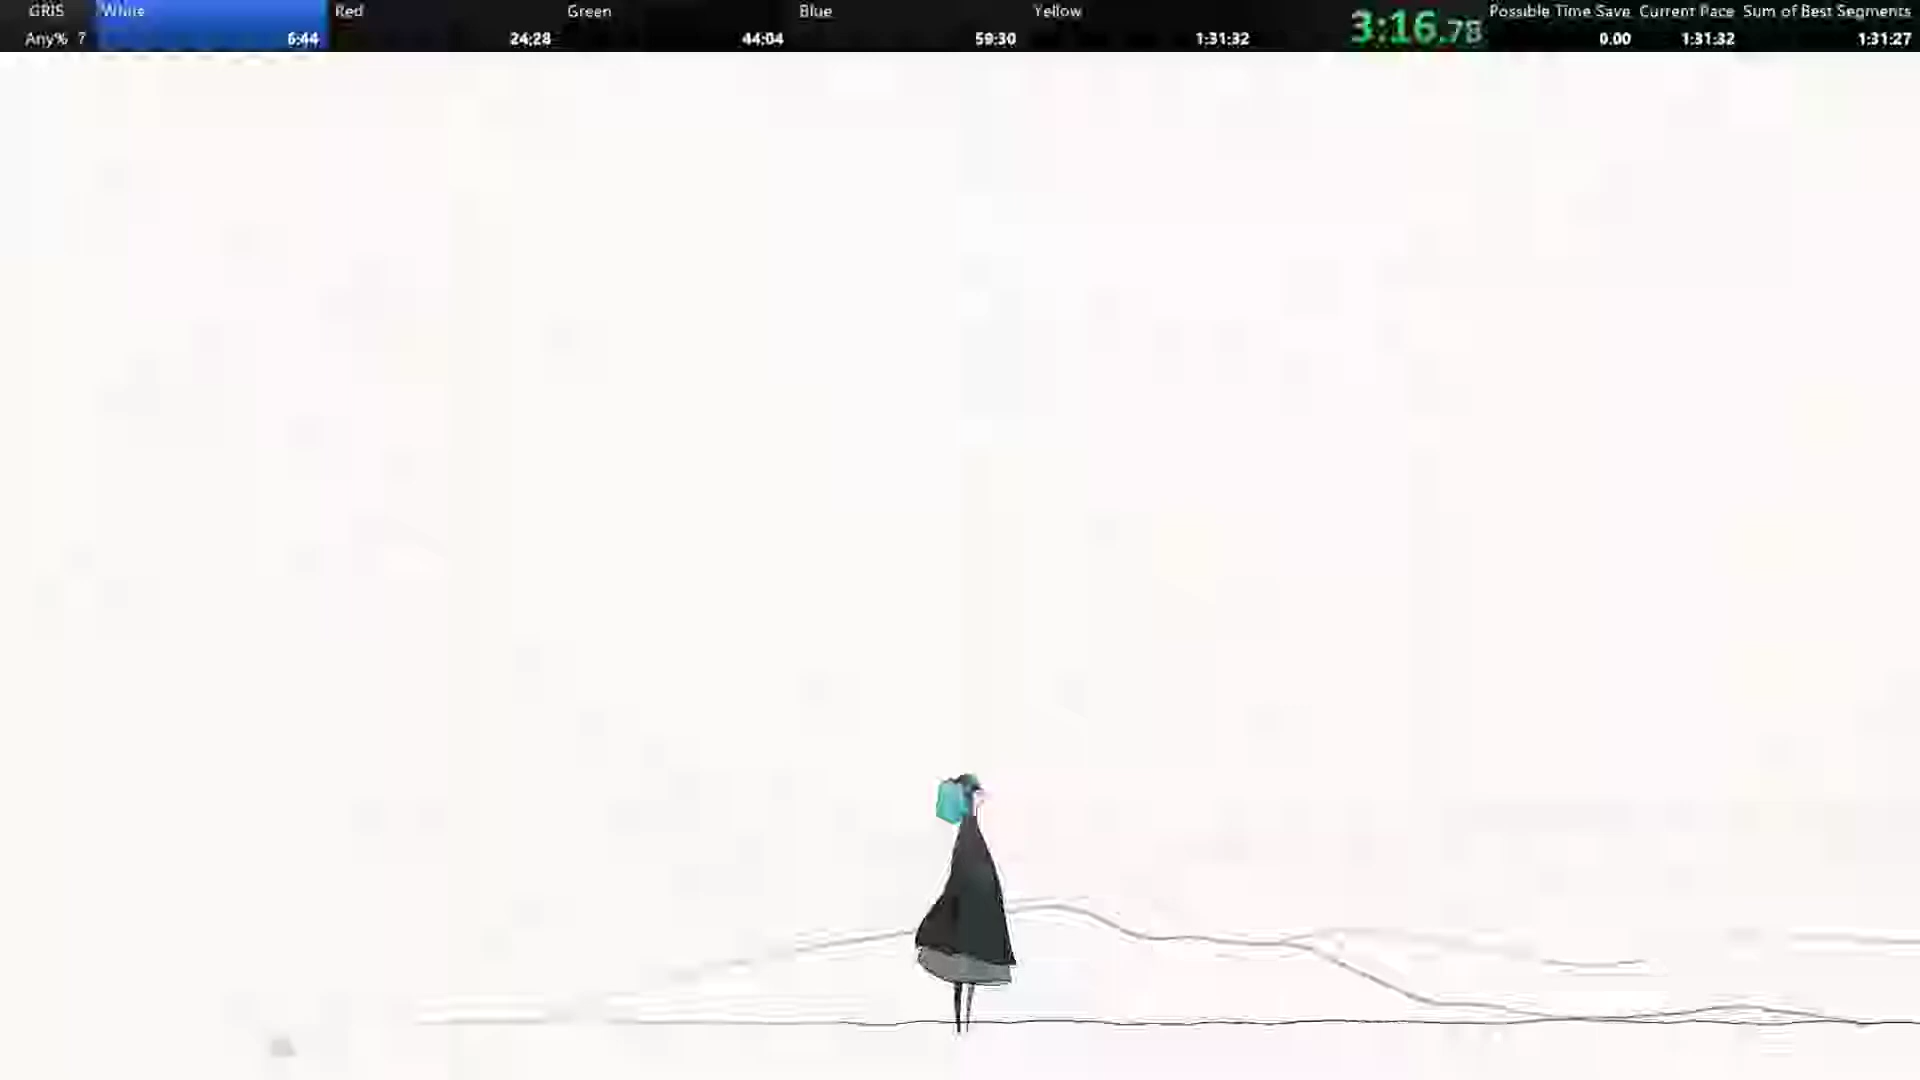 GRIS White Red Green Blue Yellow 3:16.78 Possible Time Save Current Pace Sum of Best Segments
Any% 7 6:44 24:28 44:04 59:30 1:31:32 0.00 1:31:32 1:31:27